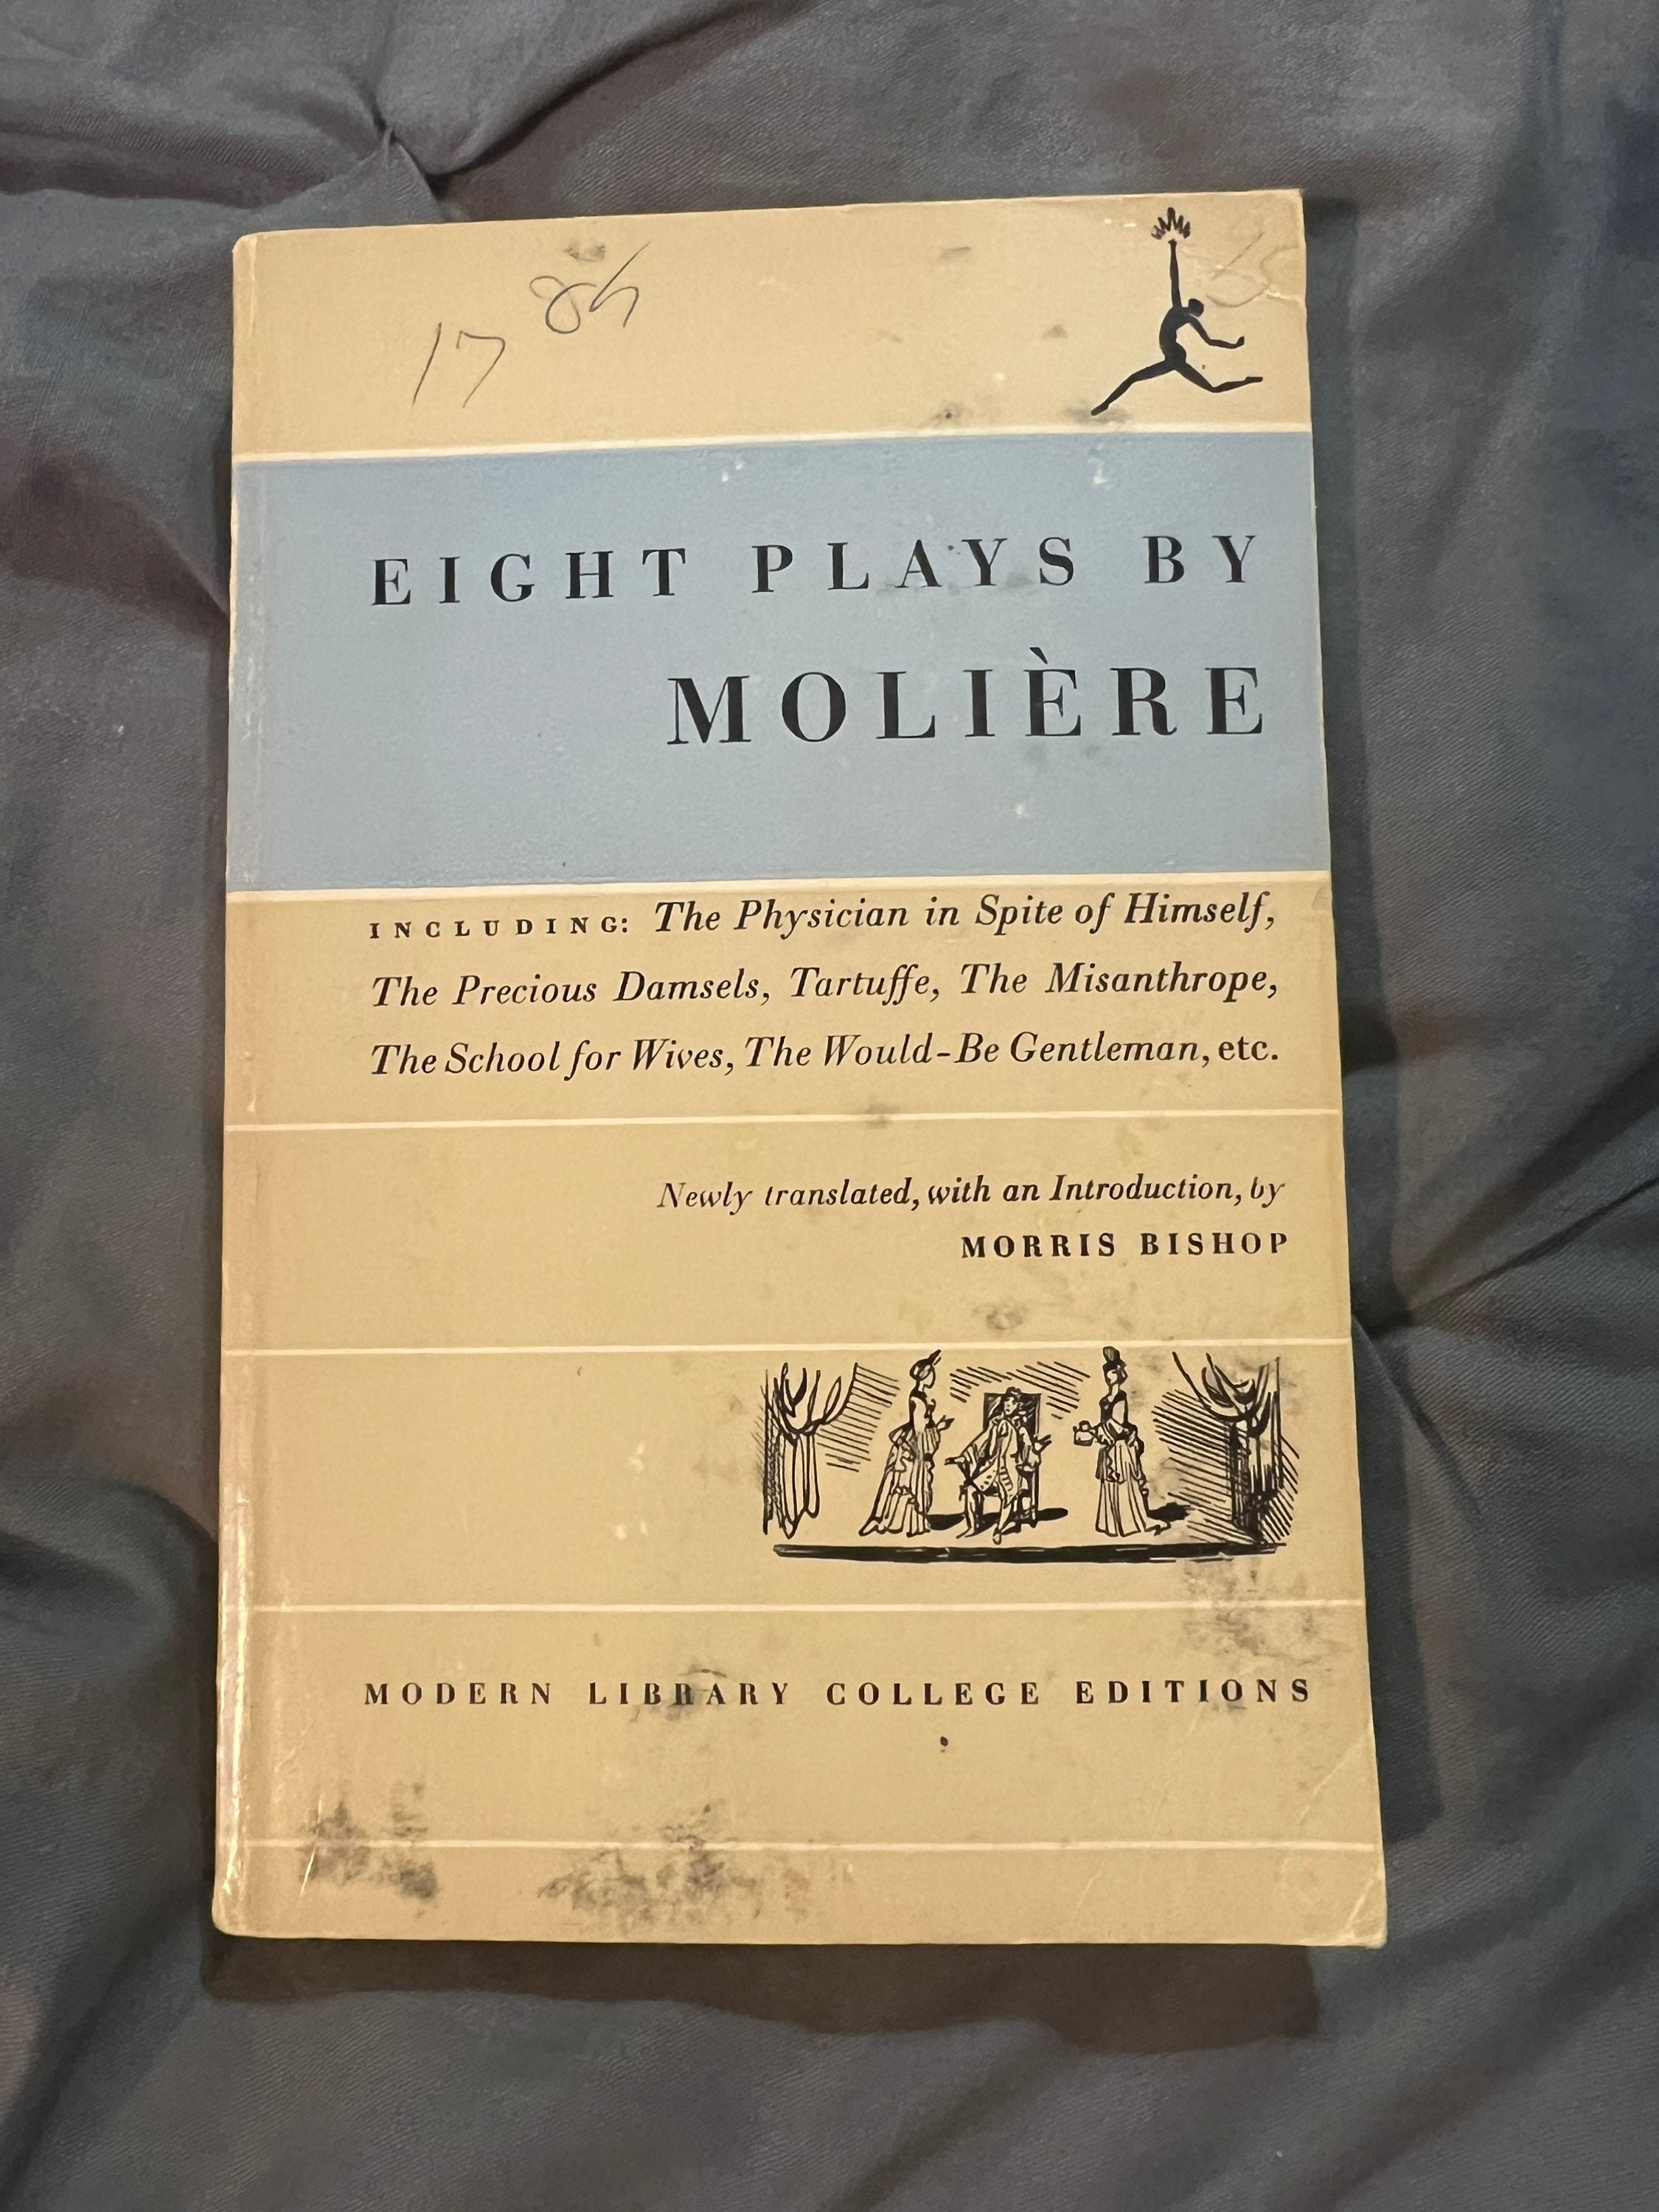 17
EIGHT PLAYS BY
MOLIÈRE
INCLUDING: The Physician in Spite of Himself,
The Precious Damsels, Tartuffe, The Misanthrope,
The School for Wives, The Would-Be Gentleman, etc.
Newly translated, with an Introduction, by
MORRIS BISHOP
MODERN LIBRARY COLLEGE EDITIONS